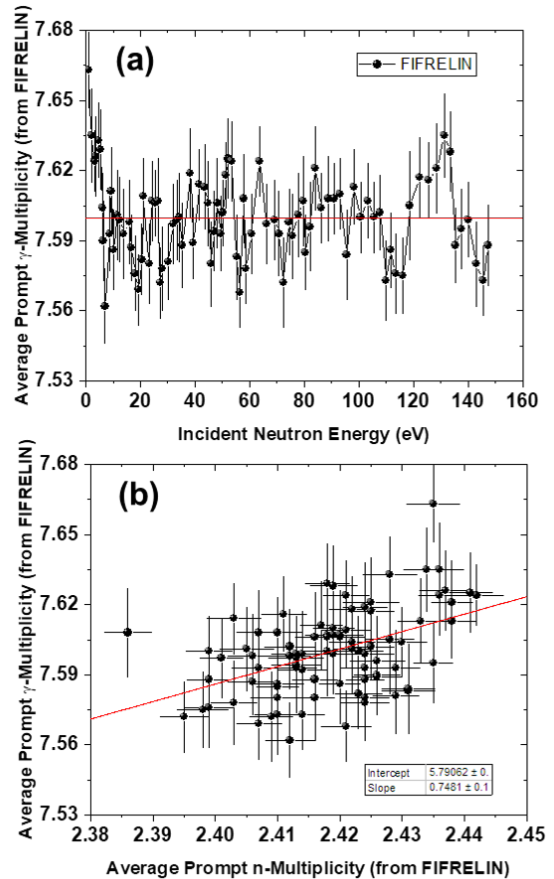 (a)
FIFRELIN
Average Prompt γ-Multiplicity (from FIFRELIN)
7.68
7.65
7.62
7.59
7.56
7.53
0 20 40 60 80 100 120 140 160
Incident Neutron Energy (eV)
(b)
Average Prompt γ-Multiplicity (from FIFRELIN)
7.68
7.65
7.62
7.59
7.56
7.53
Intercept 5.79062 ± 0.
Slope 0.7481 ± 0.1
2.38 2.39 2.40 2.41 2.42 2.43 2.44 2.45
Average Prompt n-Multiplicity (from FIFRELIN)